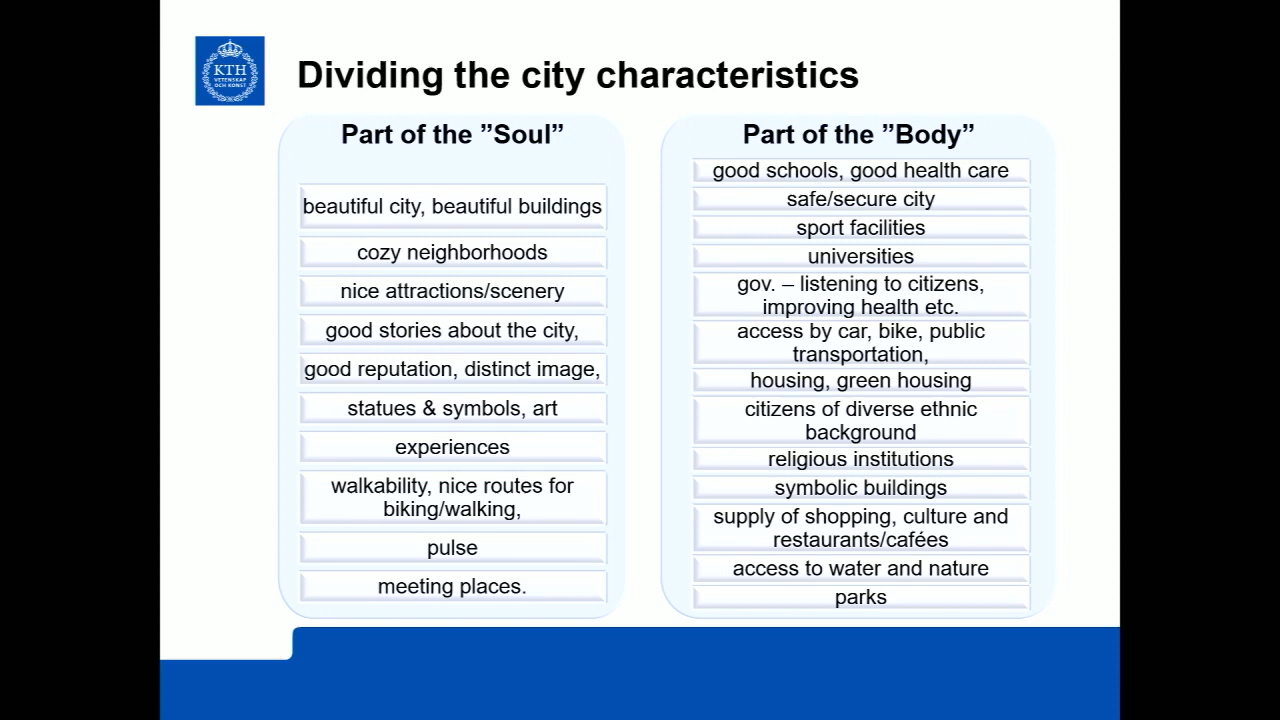 KTH
VETENSKAP
OCH KONST
Dividing the city characteristics
Part of the ”Soul”
beautiful city, beautiful buildings
cozy neighborhoods
nice attractions/scenery
good stories about the city,
good reputation, distinct image,
statues & symbols, art
experiences
walkability, nice routes for
biking/walking,
pulse
meeting places.
Part of the ”Body”
good schools, good health care
safe/secure city
sport facilities
universities
gov. – listening to citizens,
improving health etc.
access by car, bike, public
transportation,
housing, green housing
citizens of diverse ethnic
background
religious institutions
symbolic buildings
supply of shopping, culture and
restaurants/cafées
access to water and nature
parks